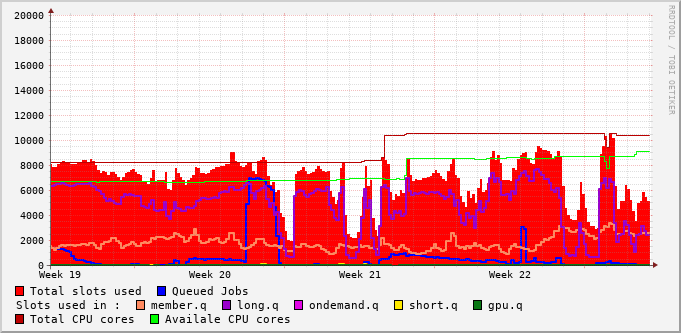 20000
18000
16000
14000
12000
10000
8000
6000
4000
2000
0
Week 19 Week 20 Week 21 Week 22
RRDTOOL / TOBI OETIKER
Total slots used Queued Jobs
Slots used in : member.q long.q ondemand.q short.q gpu.q
Total CPU cores Availale CPU cores